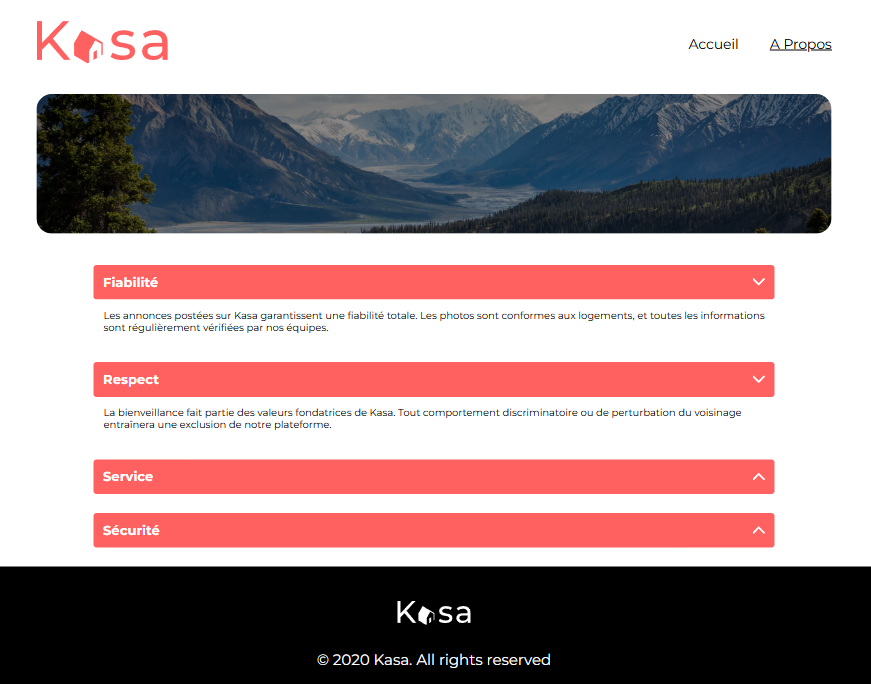 Kasa
Accueil
A Propos
Fiabilité
Les annonces postées sur Kasa garantissent une fiabilité totale. Les photos sont conformes aux logements, et toutes les informations
sont régulièrement vérifiées par nos équipes.
Respect
La bienveillance fait partie des valeurs fondatrices de Kasa. Tout comportement discriminatoire ou de perturbation du voisinage
entraînera une exclusion de notre plateforme.
Service
Sécurité
Kasa
© 2020 Kasa. All rights reserved